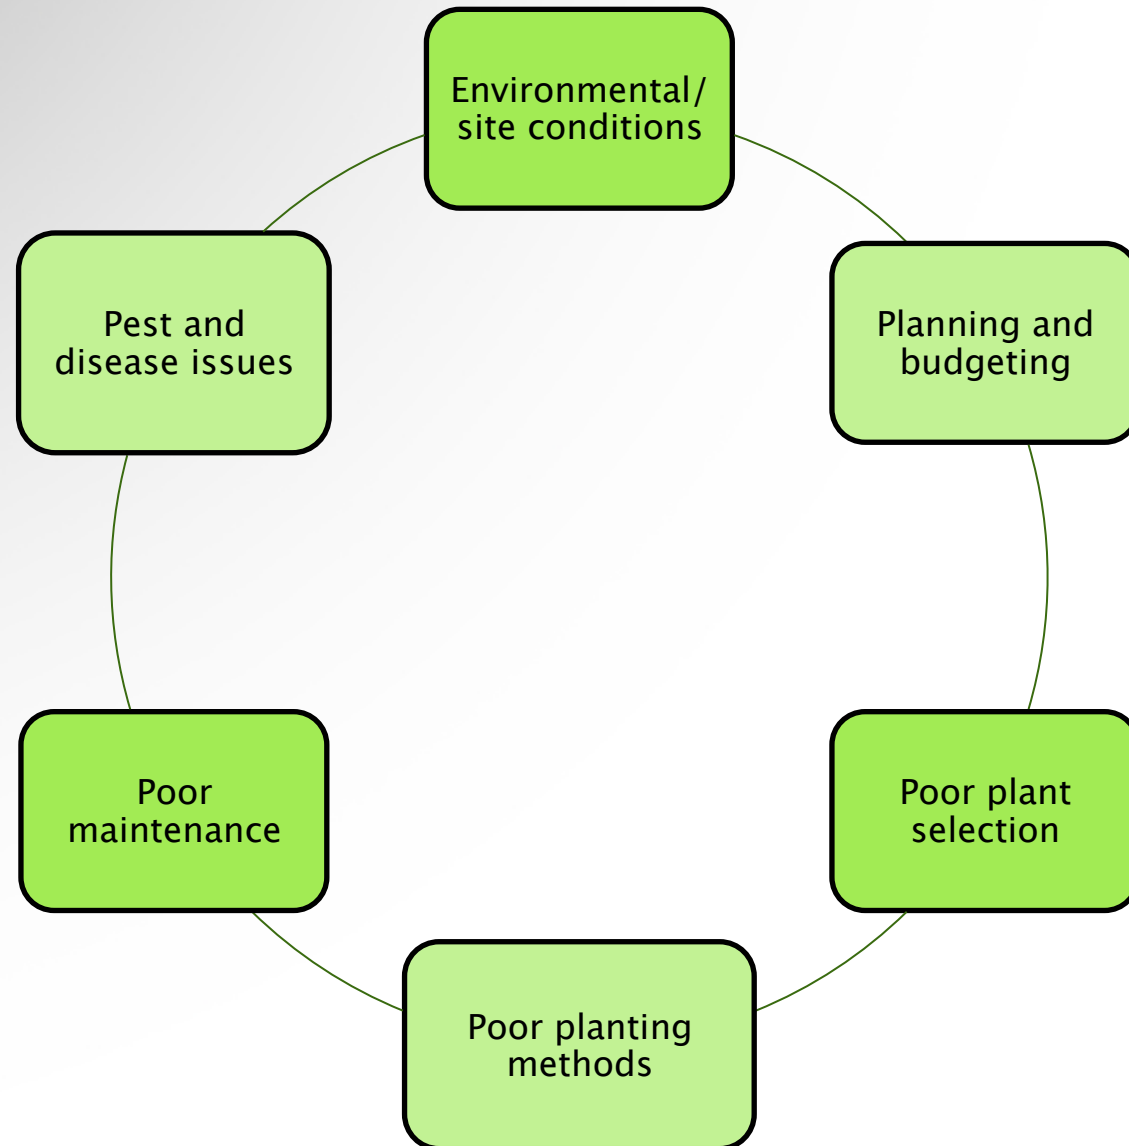 Environmental/
site conditions
Planning and
budgeting
Poor plant
selection
Poor planting
methods
Poor
maintenance
Pest and
disease issues